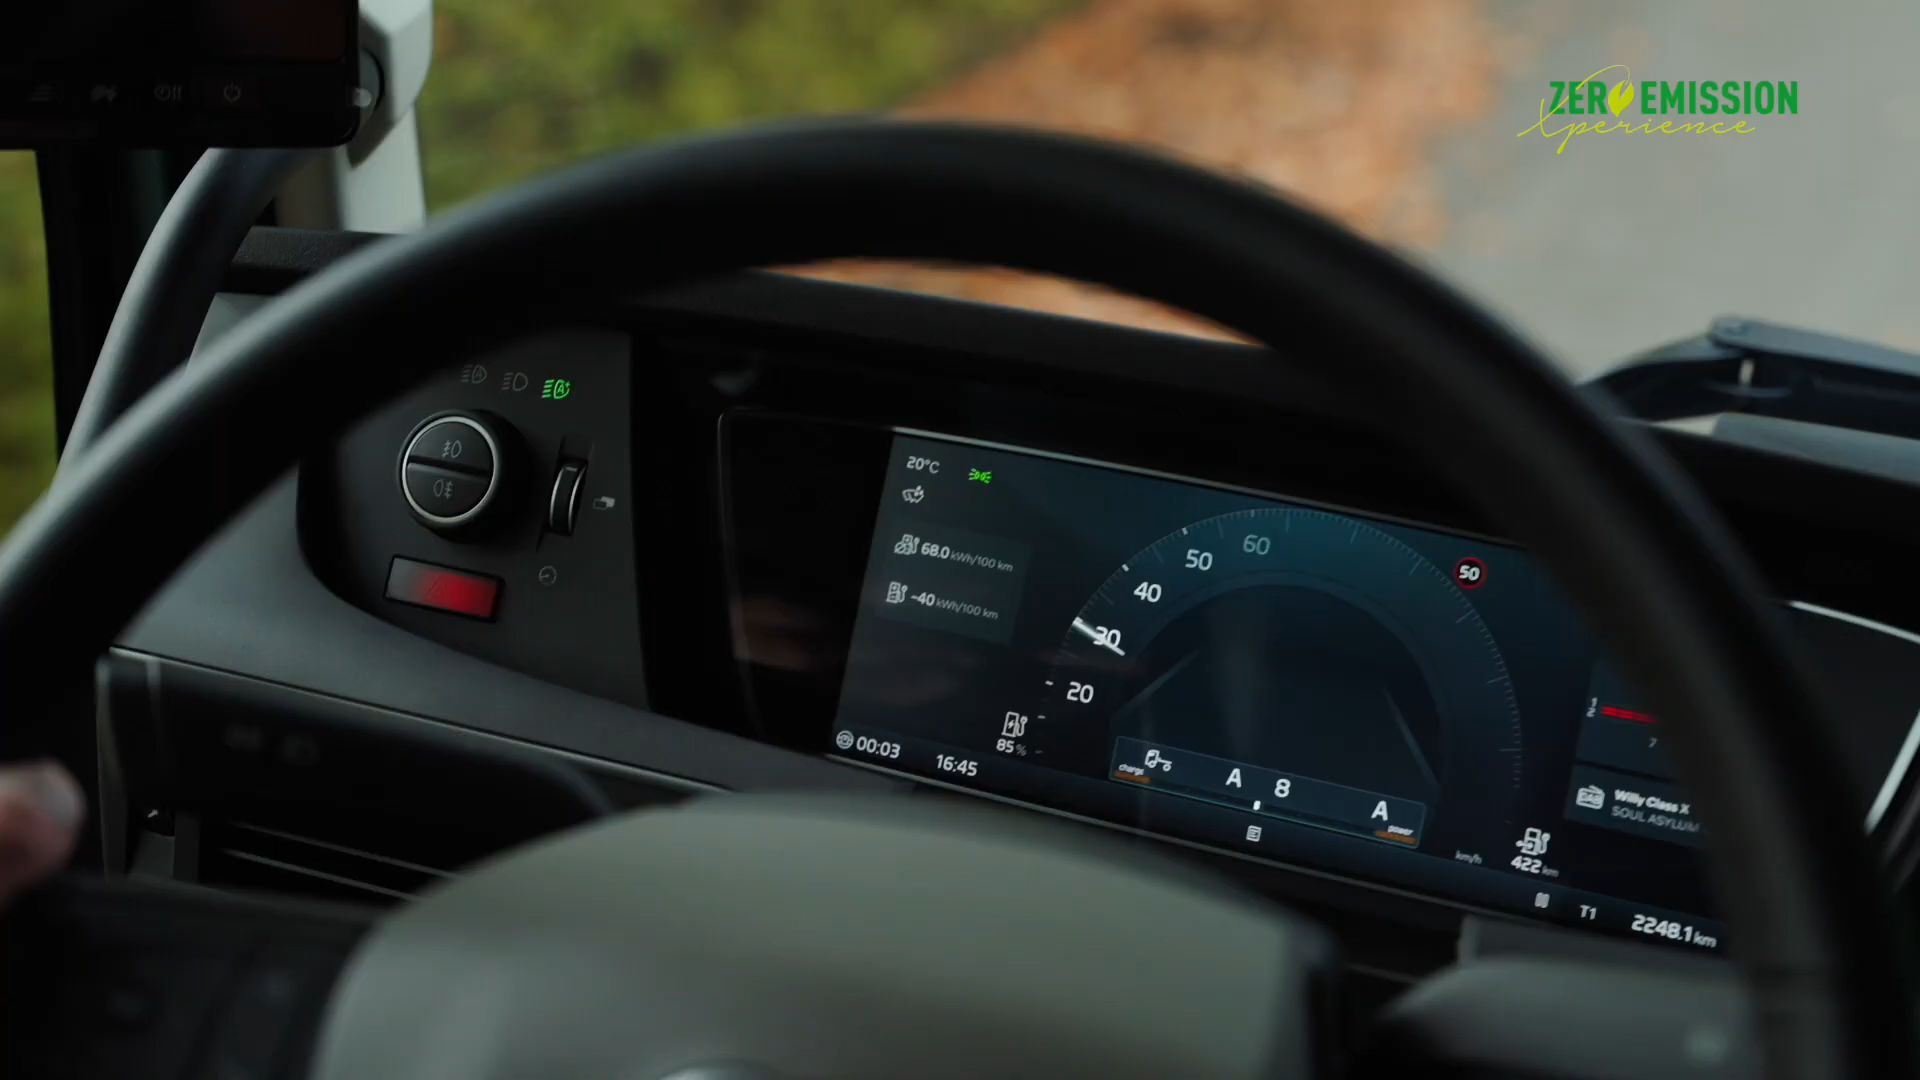 ZERO EMISSION
Xperience
20°C
68.0 kWh/100 km
-40 kWh/100 km
60
50
50
40
30
20
85%
00:03
16:45
charge
A 8
A
power
km/h
422 km
7
DAB
Willy Class X
SOUL ASYLUM
T1
2248.1 km